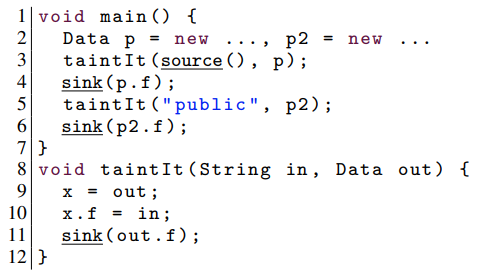 1 void main() {
2 Data p = new ..., p2 = new ...
3 taintIt(source(), p);
4 sink(p.f);
5 taintIt("public", p2);
6 sink(p2.f);
7 }
8 void taintIt(String in, Data out) {
9 x = out;
10 x.f = in;
11 sink(out.f);
12 }